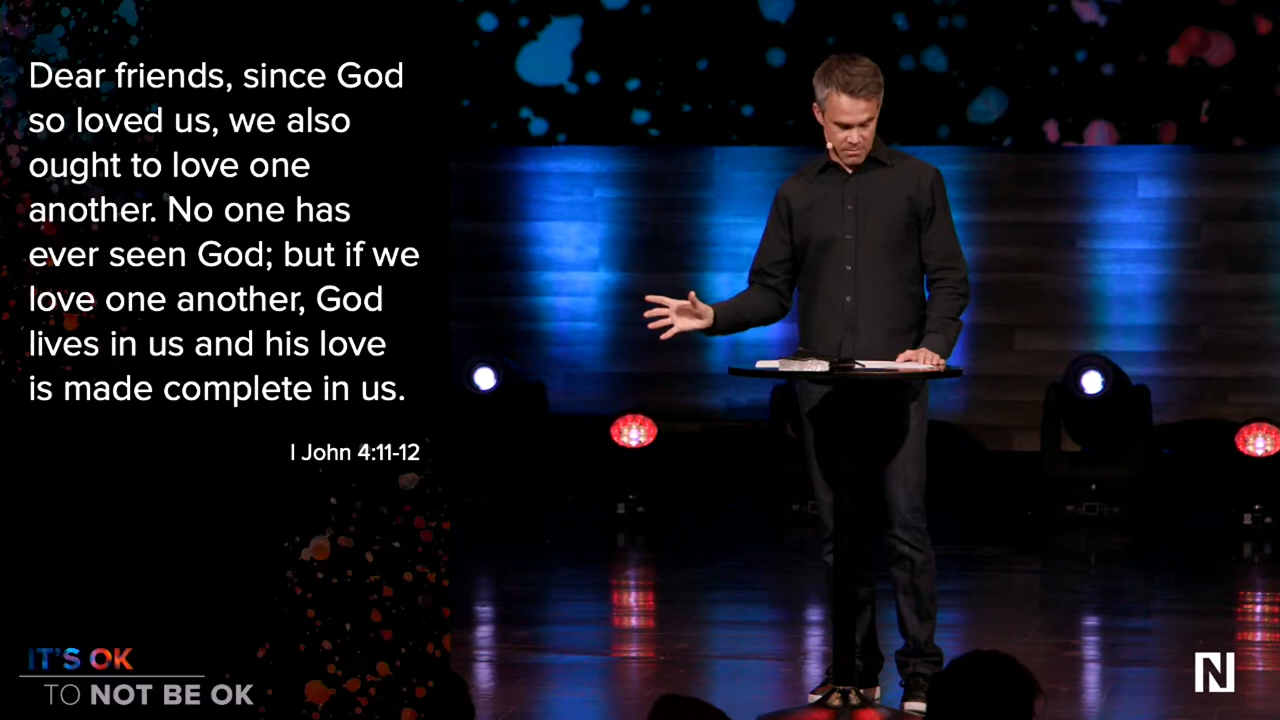 Dear friends, since God
so loved us, we also
ought to love one
another. No one has
ever seen God; but if we
love one another, God
lives in us and his love
is made complete in us.
I John 4:11-12
IT'S OK
TO NOT BE OK
N